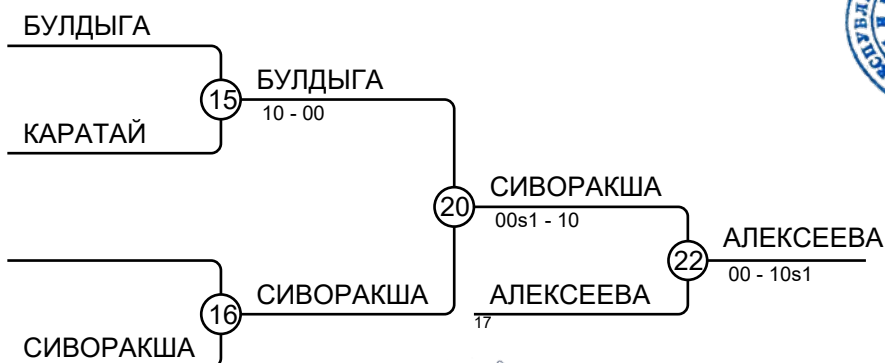 БУЛДЫГА
15
БУЛДЫГА
10 - 00
КАРАТАЙ
20
СИВОРАКША
00s1 - 10
22
АЛЕКСЕЕВА
00 - 10s1
16
СИВОРАКША
АЛЕКСЕЕВА
17
СИВОРАКША